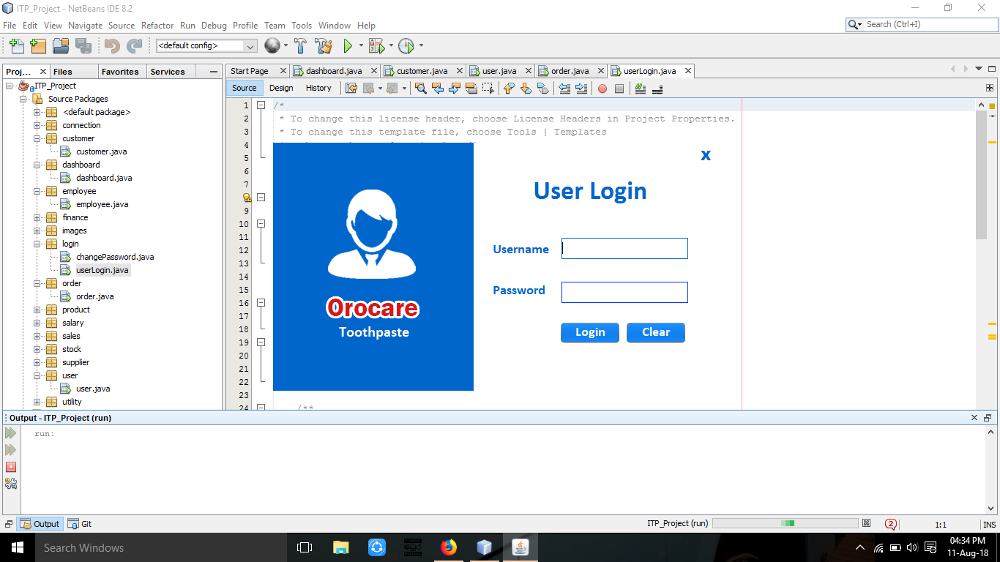 ITP_Project - NetBeans IDE 8.2
File Edit View Navigate Source Refactor Run Debug Profile Team Tools Window Help
Search (Ctrl+I)
<default config>
Proj...
Files
Favorites
Services
Start Page
dashboard.java
customer.java
user.java
order.java
userLogin.java
Source
Design
History
ITP_Project
Source Packages
<default package>
connection
customer
customer.java
dashboard
dashboard.java
employee
employee.java
finance
images
login
changePassword.java
userLogin.java
order
order.java
product
salary
sales
stock
supplier
user
user.java
utility
1 /*
2 * To change this license header, choose License Headers in Project Properties.
3 * To change this template file, choose Tools | Templates
4
5
6
7
9
10
11
12
13
14
15
16
17
18
19
20
21
22
23
24 /**
Orocare
Toothpaste
x
User Login
Username
Password
Login
Clear
Output - ITP_Project (run)
run:
Output
Git
ITP_Project (run)
2
1:1
INS
Search Windows
04:34 PM
11-Aug-18